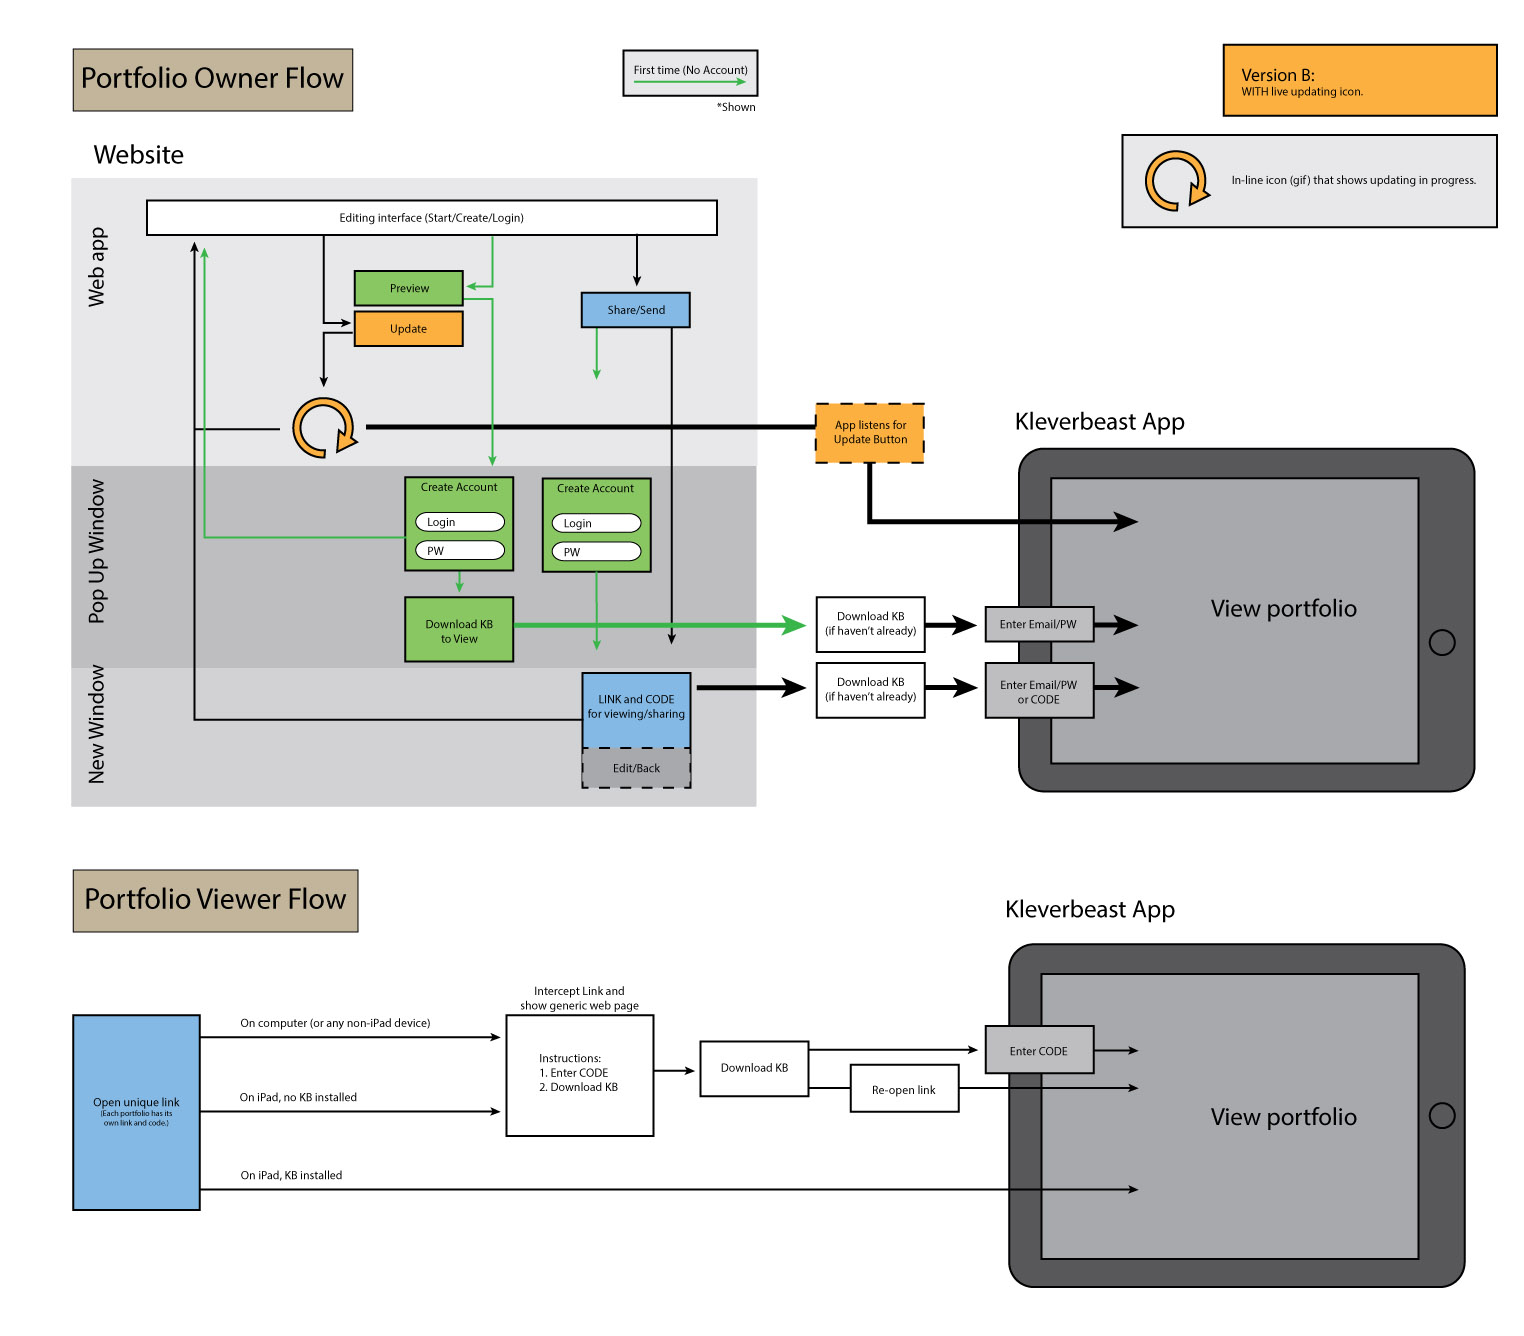 Portfolio Owner Flow
First time (No Account)
*Shown
Version B:
WITH live updating icon.
In-line icon (gif) that shows updating in progress.
Website
Web app
Editing interface (Start/Create/Login)
Preview
Update
Share/Send
App listens for
Update Button
Kleverbeast App
Pop Up Window
Create Account
Login
PW
Create Account
Login
PW
Download KB
to View
Download KB
(if haven't already)
Enter Email/PW
View portfolio
New Window
LINK and CODE
for viewing/sharing
Edit/Back
Download KB
(if haven't already)
Enter Email/PW
or CODE
Portfolio Viewer Flow
Kleverbeast App
Open unique link
(Each portfolio has its
own link and code.)
On computer (or any non-iPad device)
On iPad, no KB installed
On iPad, KB installed
Intercept Link and
show generic web page
Instructions:
1. Enter CODE
2. Download KB
Download KB
Re-open link
Enter CODE
View portfolio